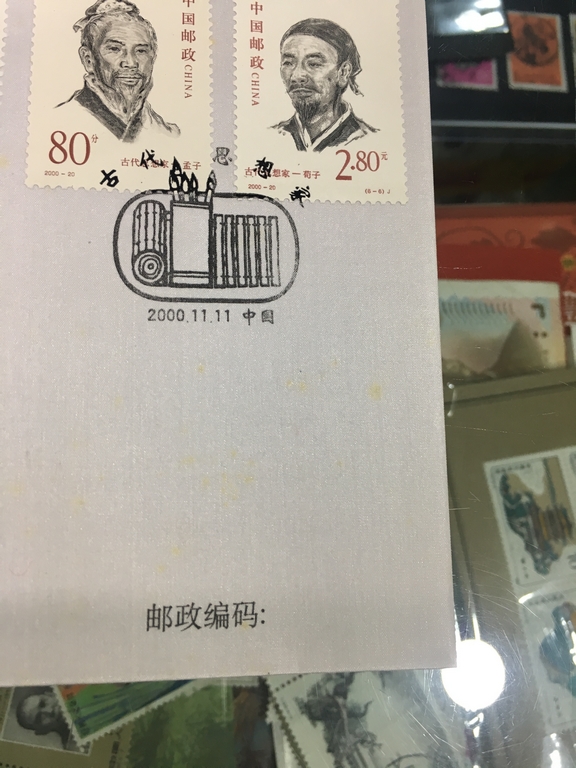 中国邮政 CHINA
80分
古代思想家—孟子
2000-20
中国邮政 CHINA
2.80元
古代思想家—荀子
2000-20
(6-6)J
古代思想家
2000.11.11 中国
邮政编码: